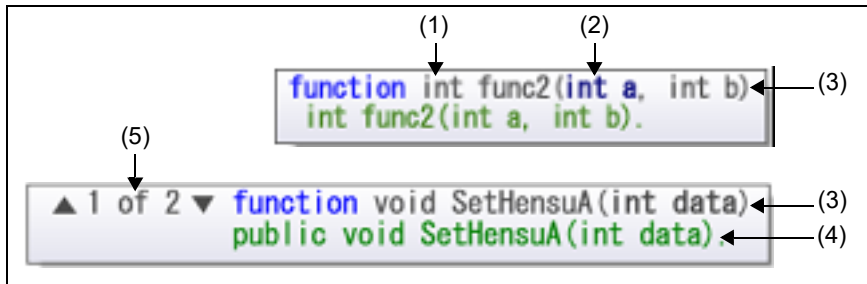 (1) (2)
function int func2(int a, int b) (3)
int func2(int a, int b).
(5)
▲ 1 of 2 ▼ function void SetHensuA(int data) (3)
public void SetHensuA(int data). (4)